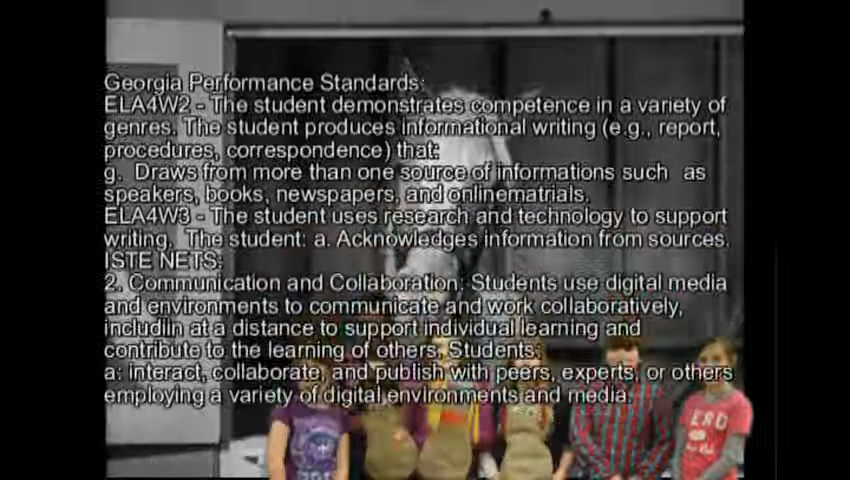 Georgia Performance Standards:
ELA4W2 - The student demonstrates competence in a variety of
genres. The student produces informational writing (e.g., report,
procedures, correspondence) that:
g.  Draws from more than one source of informations such  as
speakers, books, newspapers, and onlinematrials.
ELA4W3 - The student uses research and technology to support
writing.  The student: a. Acknowledges information from sources.
ISTE NETS:
2. Communication and Collaboration: Students use digital media
and environments to communicate and work collaboratively,
includiin at a distance to support individual learning and
contribute to the learning of others. Students:
a: interact, collaborate, and publish with peers, experts, or others
employing a variety of digital environments and media.
ERO